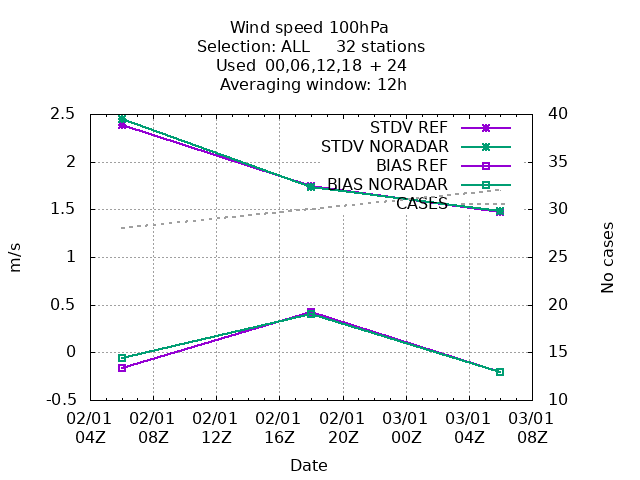 Wind speed 100hPa
Selection: ALL 32 stations
Used 00,06,12,18 + 24
Averaging window: 12h
STDV REF
STDV NORADAR
BIAS REF
BIAS NORADAR
CASES
2.5
2
1.5
1
0.5
0
-0.5
m/s
40
35
30
25
20
15
10
No cases
02/01 02/01 02/01 02/01 02/01 03/01 03/01 03/01
04Z 08Z 12Z 16Z 20Z 00Z 04Z 08Z
Date